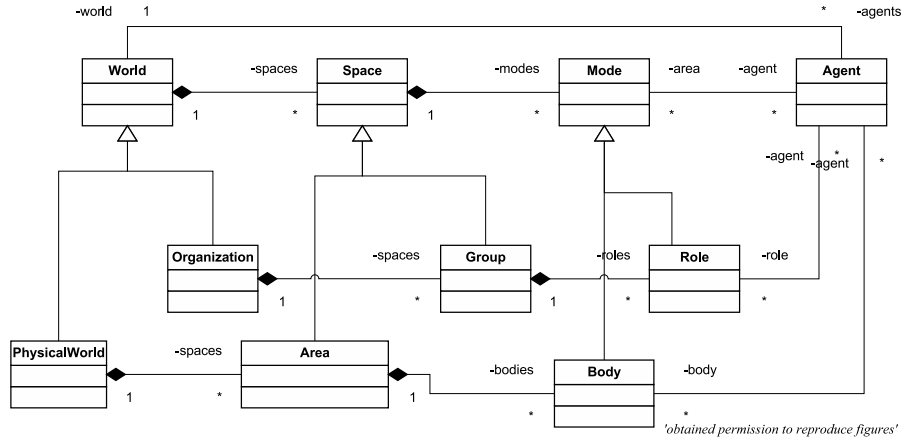 -world 1 * -agents
World -spaces Space -modes Mode -area -agent Agent
1 * 1 * * *
-agent * -agent *
Organization -spaces Group -roles Role -role
1 * 1 * *
PhysicalWorld -spaces Area -bodies Body -body
1 * 1 * *
'obtained permission to reproduce figures'